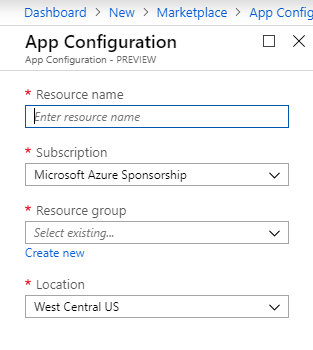 Dashboard > New > Marketplace > App Config
App Configuration
App Configuration - PREVIEW
* Resource name
Enter resource name
* Subscription
Microsoft Azure Sponsorship
* Resource group
Select existing...
Create new
* Location
West Central US